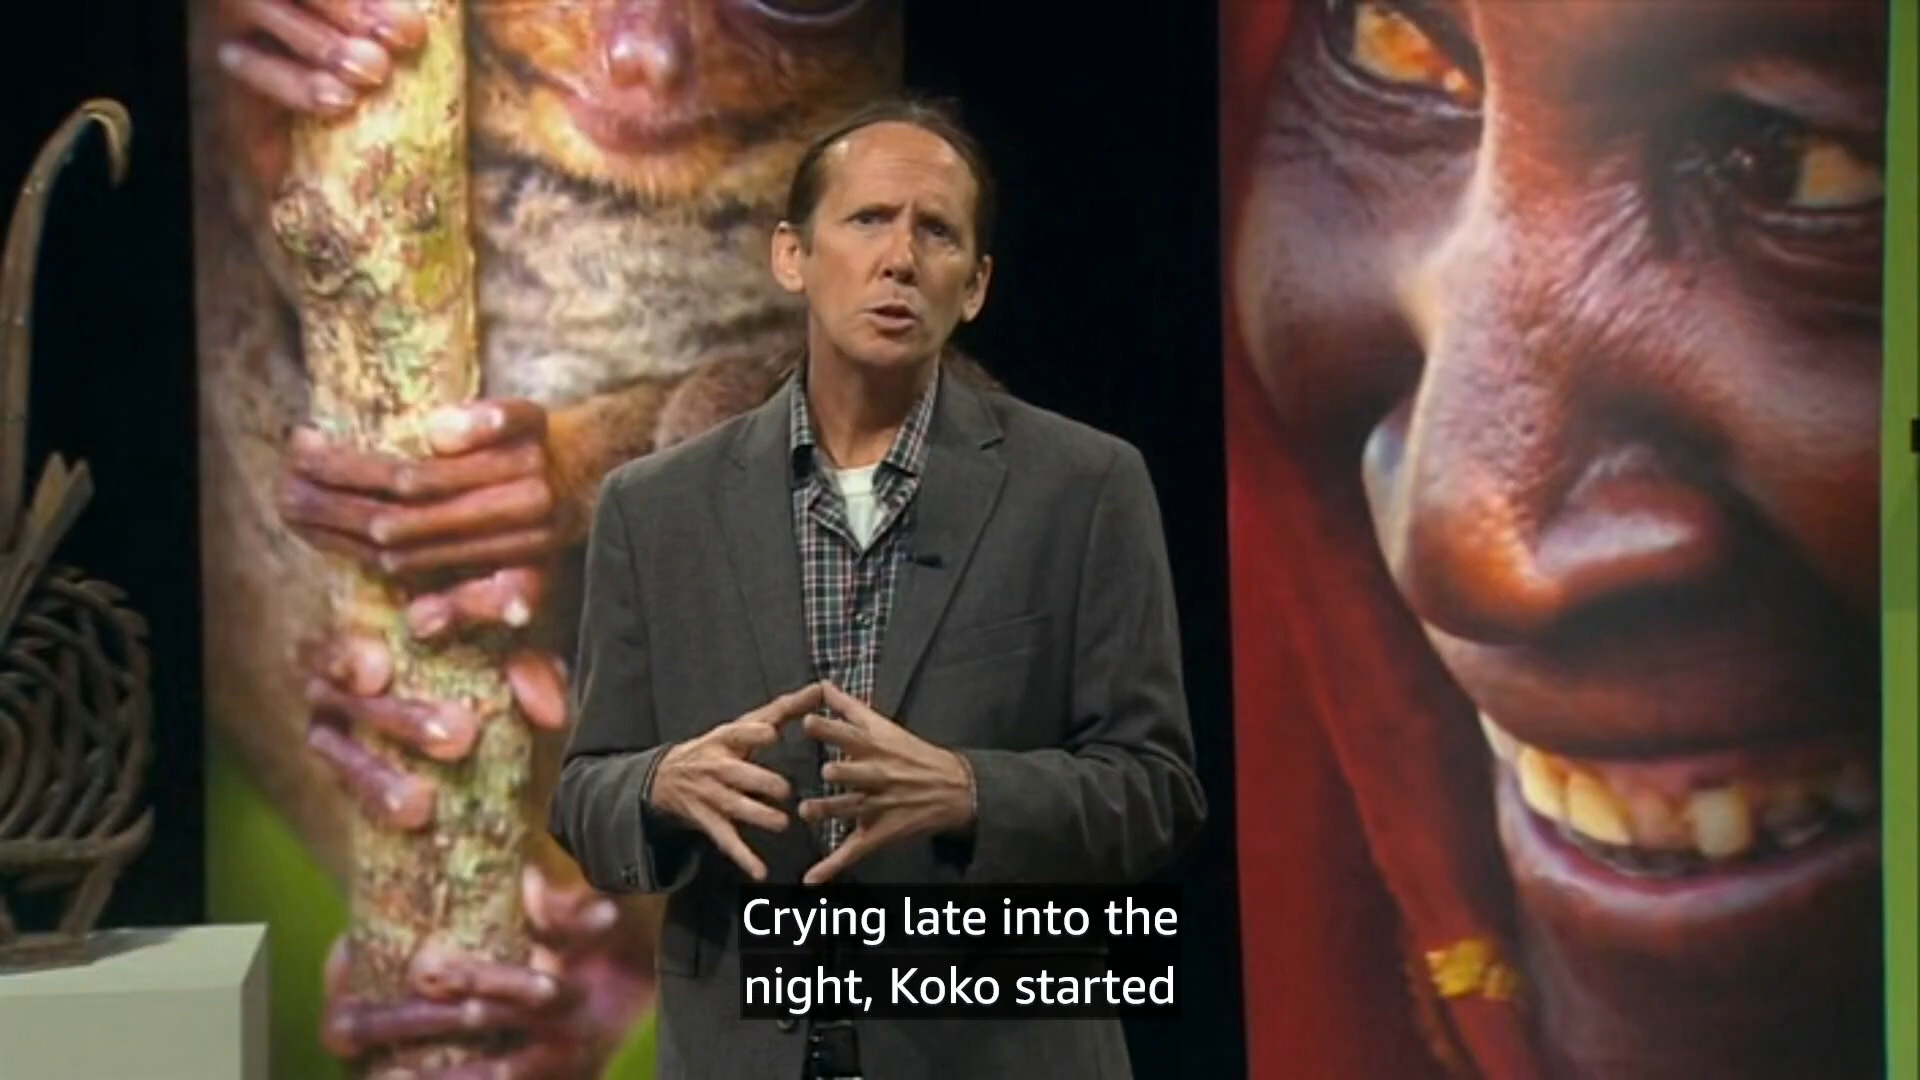 Crying late into the
night, Koko started